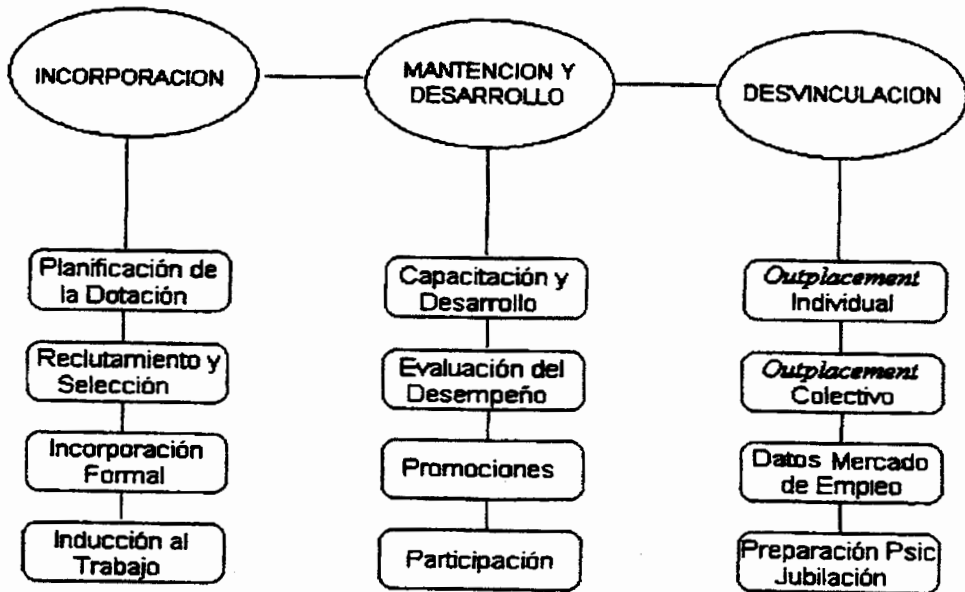 INCORPORACION
MANTENCION Y
DESARROLLO
DESVINCULACION
Planificación de
la Dotación
Reclutamiento y
Selección
Incorporación
Formal
Inducción al
Trabajo
Capacitación y
Desarrollo
Evaluación del
Desempeño
Promociones
Participación
Outplacement
Individual
Outplacement
Colectivo
Datos Mercado
de Empleo
Preparación Psic
Jubilación